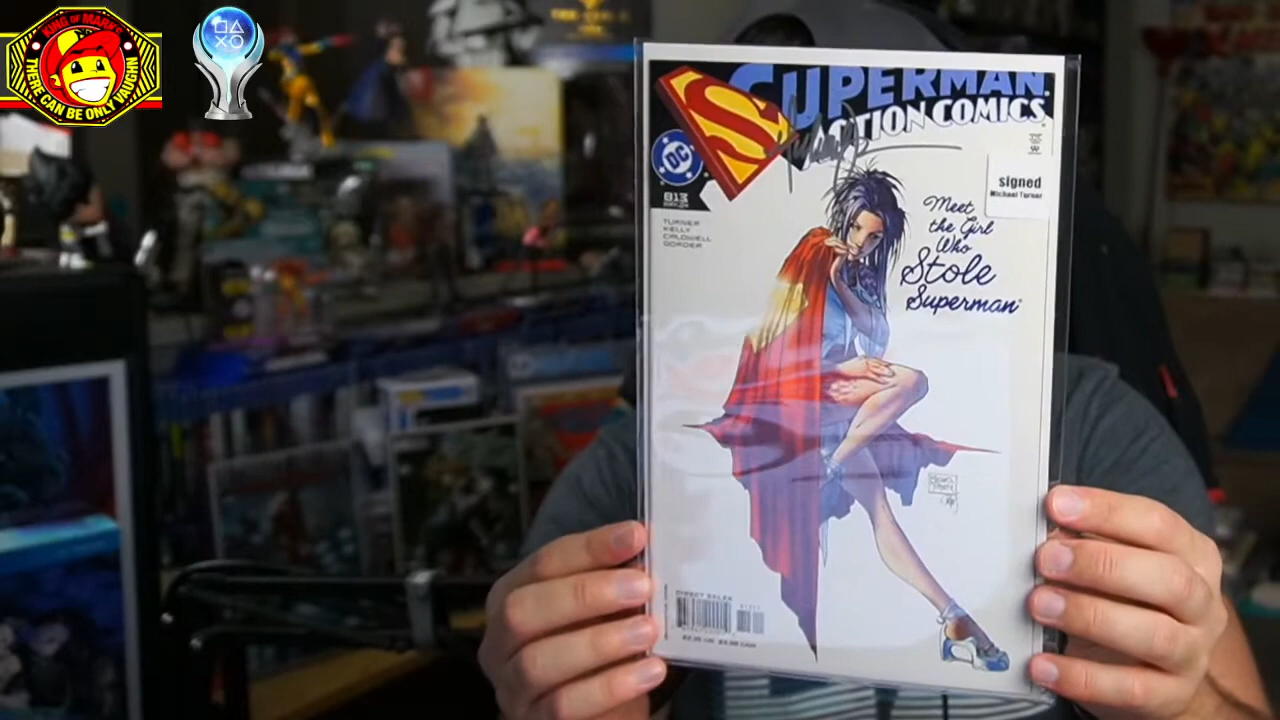 KING OF MARKS
THERE CAN BE ONLY VAUGHN
SUPERMAN
ACTION COMICS
DC
813
TURNER
KELLY
CALDWELL
GORDER
signed
Michael Turner
Meet
the Girl
Who
Stole
Superman
DIRECT SALES